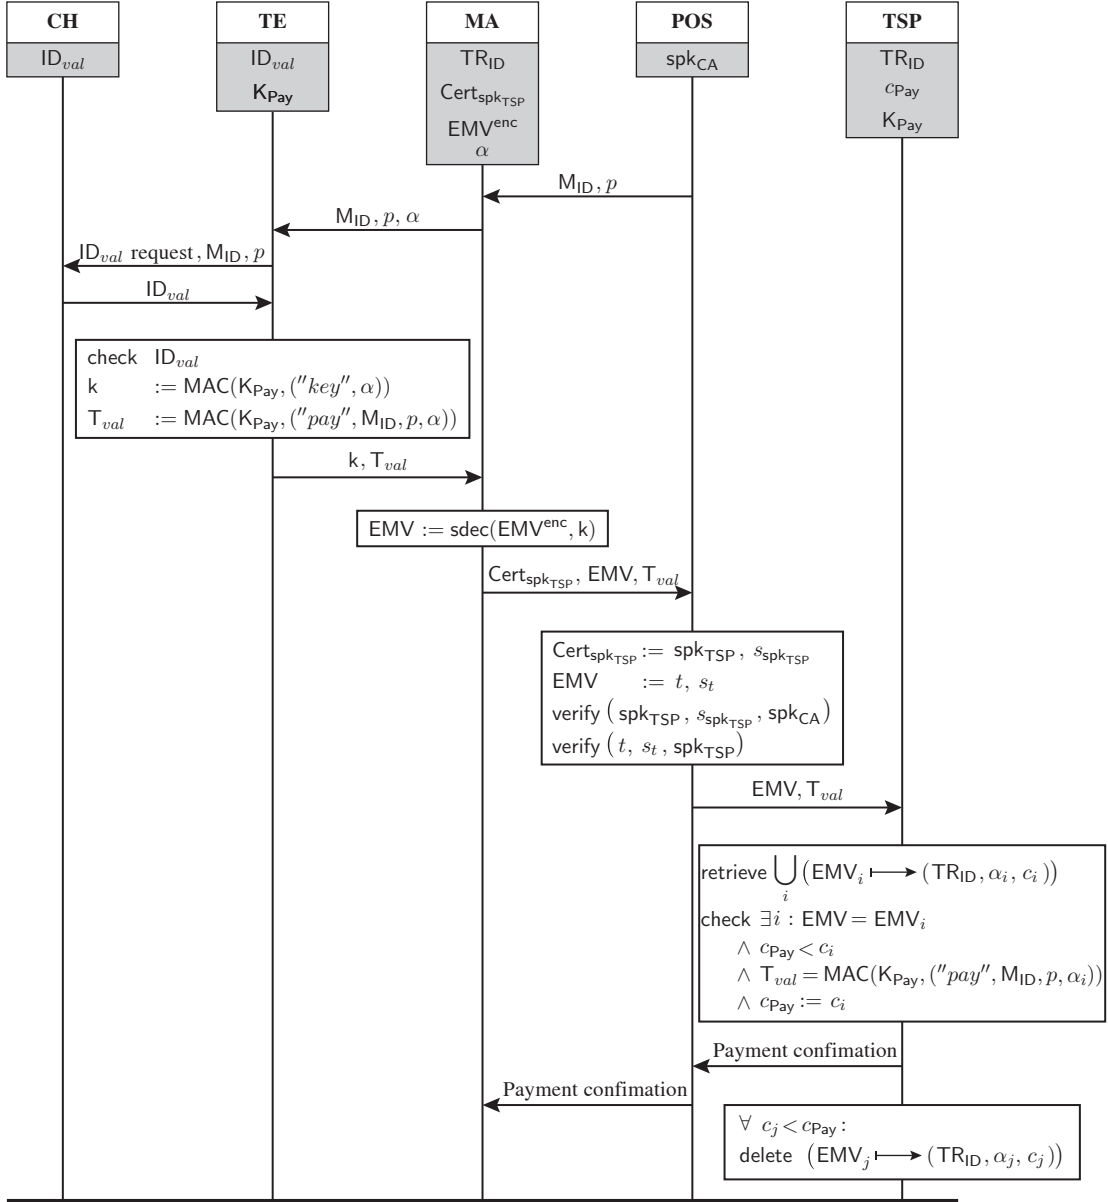 CH TE MA POS TSP
ID_val ID_val TR_ID spk_CA TR_ID
K_Pay Cert_spk_TSP c_Pay
EMV^enc K_Pay
α
M_ID, p
M_ID, p, α
ID_val request, M_ID, p
ID_val
check ID_val
k := MAC(K_Pay, (″key″, α))
T_val := MAC(K_Pay, (″pay″, M_ID, p, α))
k, T_val
EMV := sdec(EMV^enc, k)
Cert_spk_TSP, EMV, T_val
Cert_spk_TSP := spk_TSP, s_spk_TSP
EMV := t, s_t
verify (spk_TSP, s_spk_TSP, spk_CA)
verify (t, s_t, spk_TSP)
EMV, T_val
retrieve ⋃_i (EMV_i ⟼ (TR_ID, α_i, c_i))
check ∃i : EMV = EMV_i
∧ c_Pay < c_i
∧ T_val = MAC(K_Pay, (″pay″, M_ID, p, α_i))
∧ c_Pay := c_i
Payment confimation
Payment confimation
∀ c_j < c_Pay :
delete (EMV_j ⟼ (TR_ID, α_j, c_j))